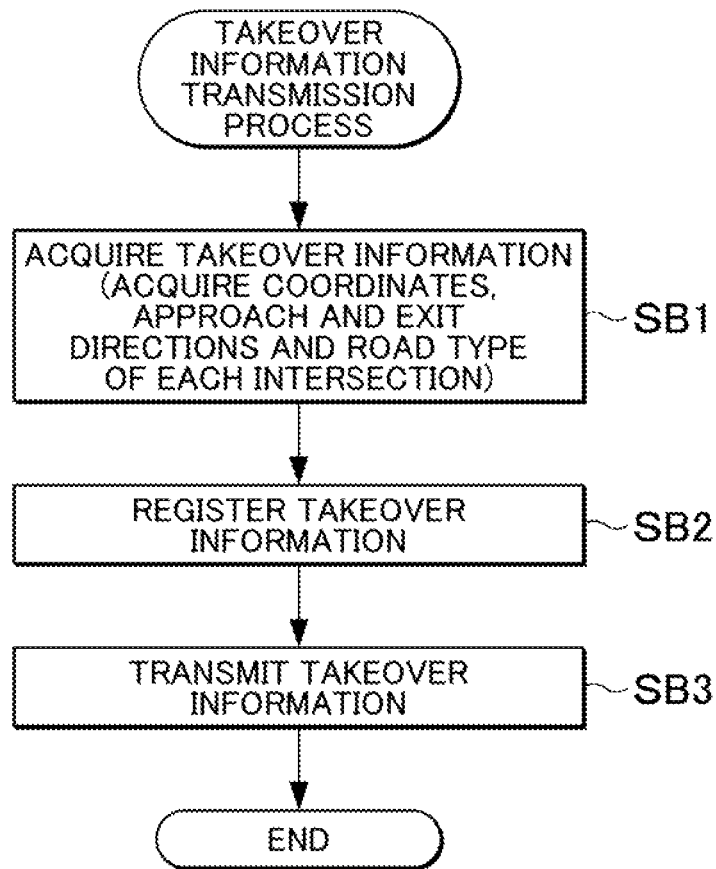 TAKEOVER
INFORMATION
TRANSMISSION
PROCESS
ACQUIRE TAKEOVER INFORMATION
(ACQUIRE COORDINATES,
APPROACH AND EXIT
DIRECTIONS AND ROAD TYPE
OF EACH INTERSECTION)
SB1
REGISTER TAKEOVER
INFORMATION
SB2
TRANSMIT TAKEOVER
INFORMATION
SB3
END